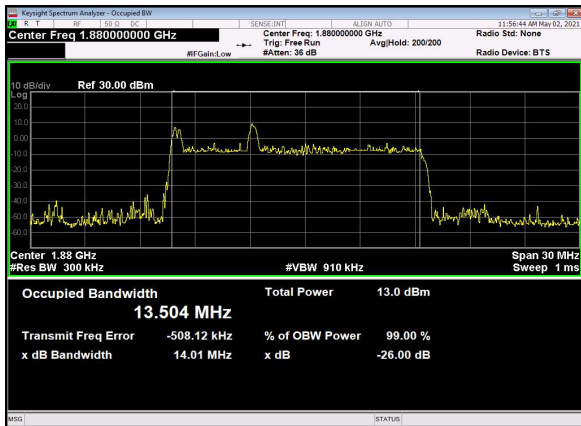 Keysight Spectrum Analyzer - Occupied BW
LXI R T RF 50 Ω DC SENSE:INT ALIGN AUTO 11:56:44 AM May 02, 2021
Center Freq 1.880000000 GHz Center Freq: 1.880000000 GHz Radio Std: None
Trig: Free Run Avg|Hold: 200/200
#IFGain:Low #Atten: 36 dB Radio Device: BTS
10 dB/div Ref 30.00 dBm
Log
20.0
10.0
0.00
-10.0
-20.0
-30.0
-40.0
-50.0
-60.0
Center 1.88 GHz Span 30 MHz
#Res BW 300 kHz #VBW 910 kHz Sweep 1 ms
Occupied Bandwidth Total Power 13.0 dBm
13.504 MHz
Transmit Freq Error -508.12 kHz % of OBW Power 99.00 %
x dB Bandwidth 14.01 MHz x dB -26.00 dB
MSG STATUS